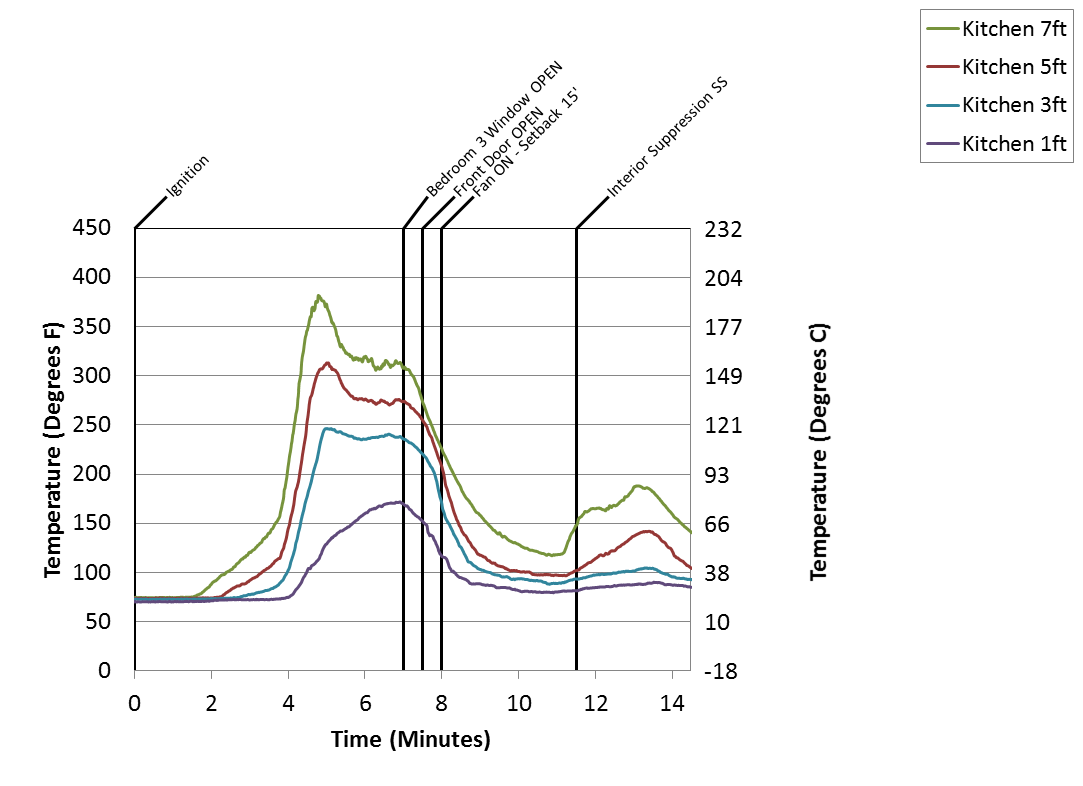 Kitchen 7ft
Kitchen 5ft
Kitchen 3ft
Kitchen 1ft
Ignition
Bedroom 3 Window OPEN
Front Door OPEN
Fan ON - Setback 15'
Interior Suppression SS
Temperature (Degrees F)
450
400
350
300
250
200
150
100
50
0
232
204
177
149
121
93
66
38
10
-18
Temperature (Degrees C)
0
2
4
6
8
10
12
14
Time (Minutes)